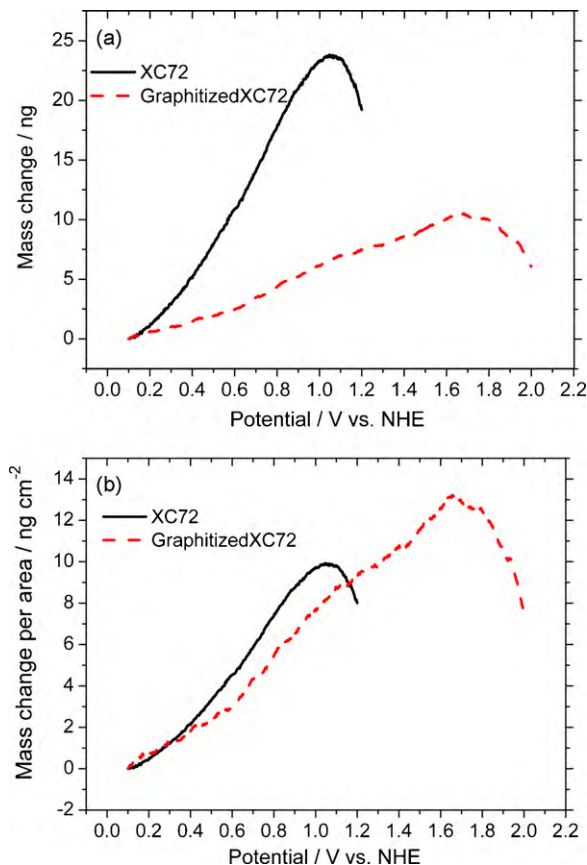 (a)
XC72
GraphitizedXC72
Mass change / ng
25
20
15
10
5
0
0.0 0.2 0.4 0.6 0.8 1.0 1.2 1.4 1.6 1.8 2.0 2.2
Potential / V vs. NHE
(b)
XC72
GraphitizedXC72
Mass change per area / ng cm⁻²
14
12
10
8
6
4
2
0
-2
0.0 0.2 0.4 0.6 0.8 1.0 1.2 1.4 1.6 1.8 2.0 2.2
Potential / V vs. NHE